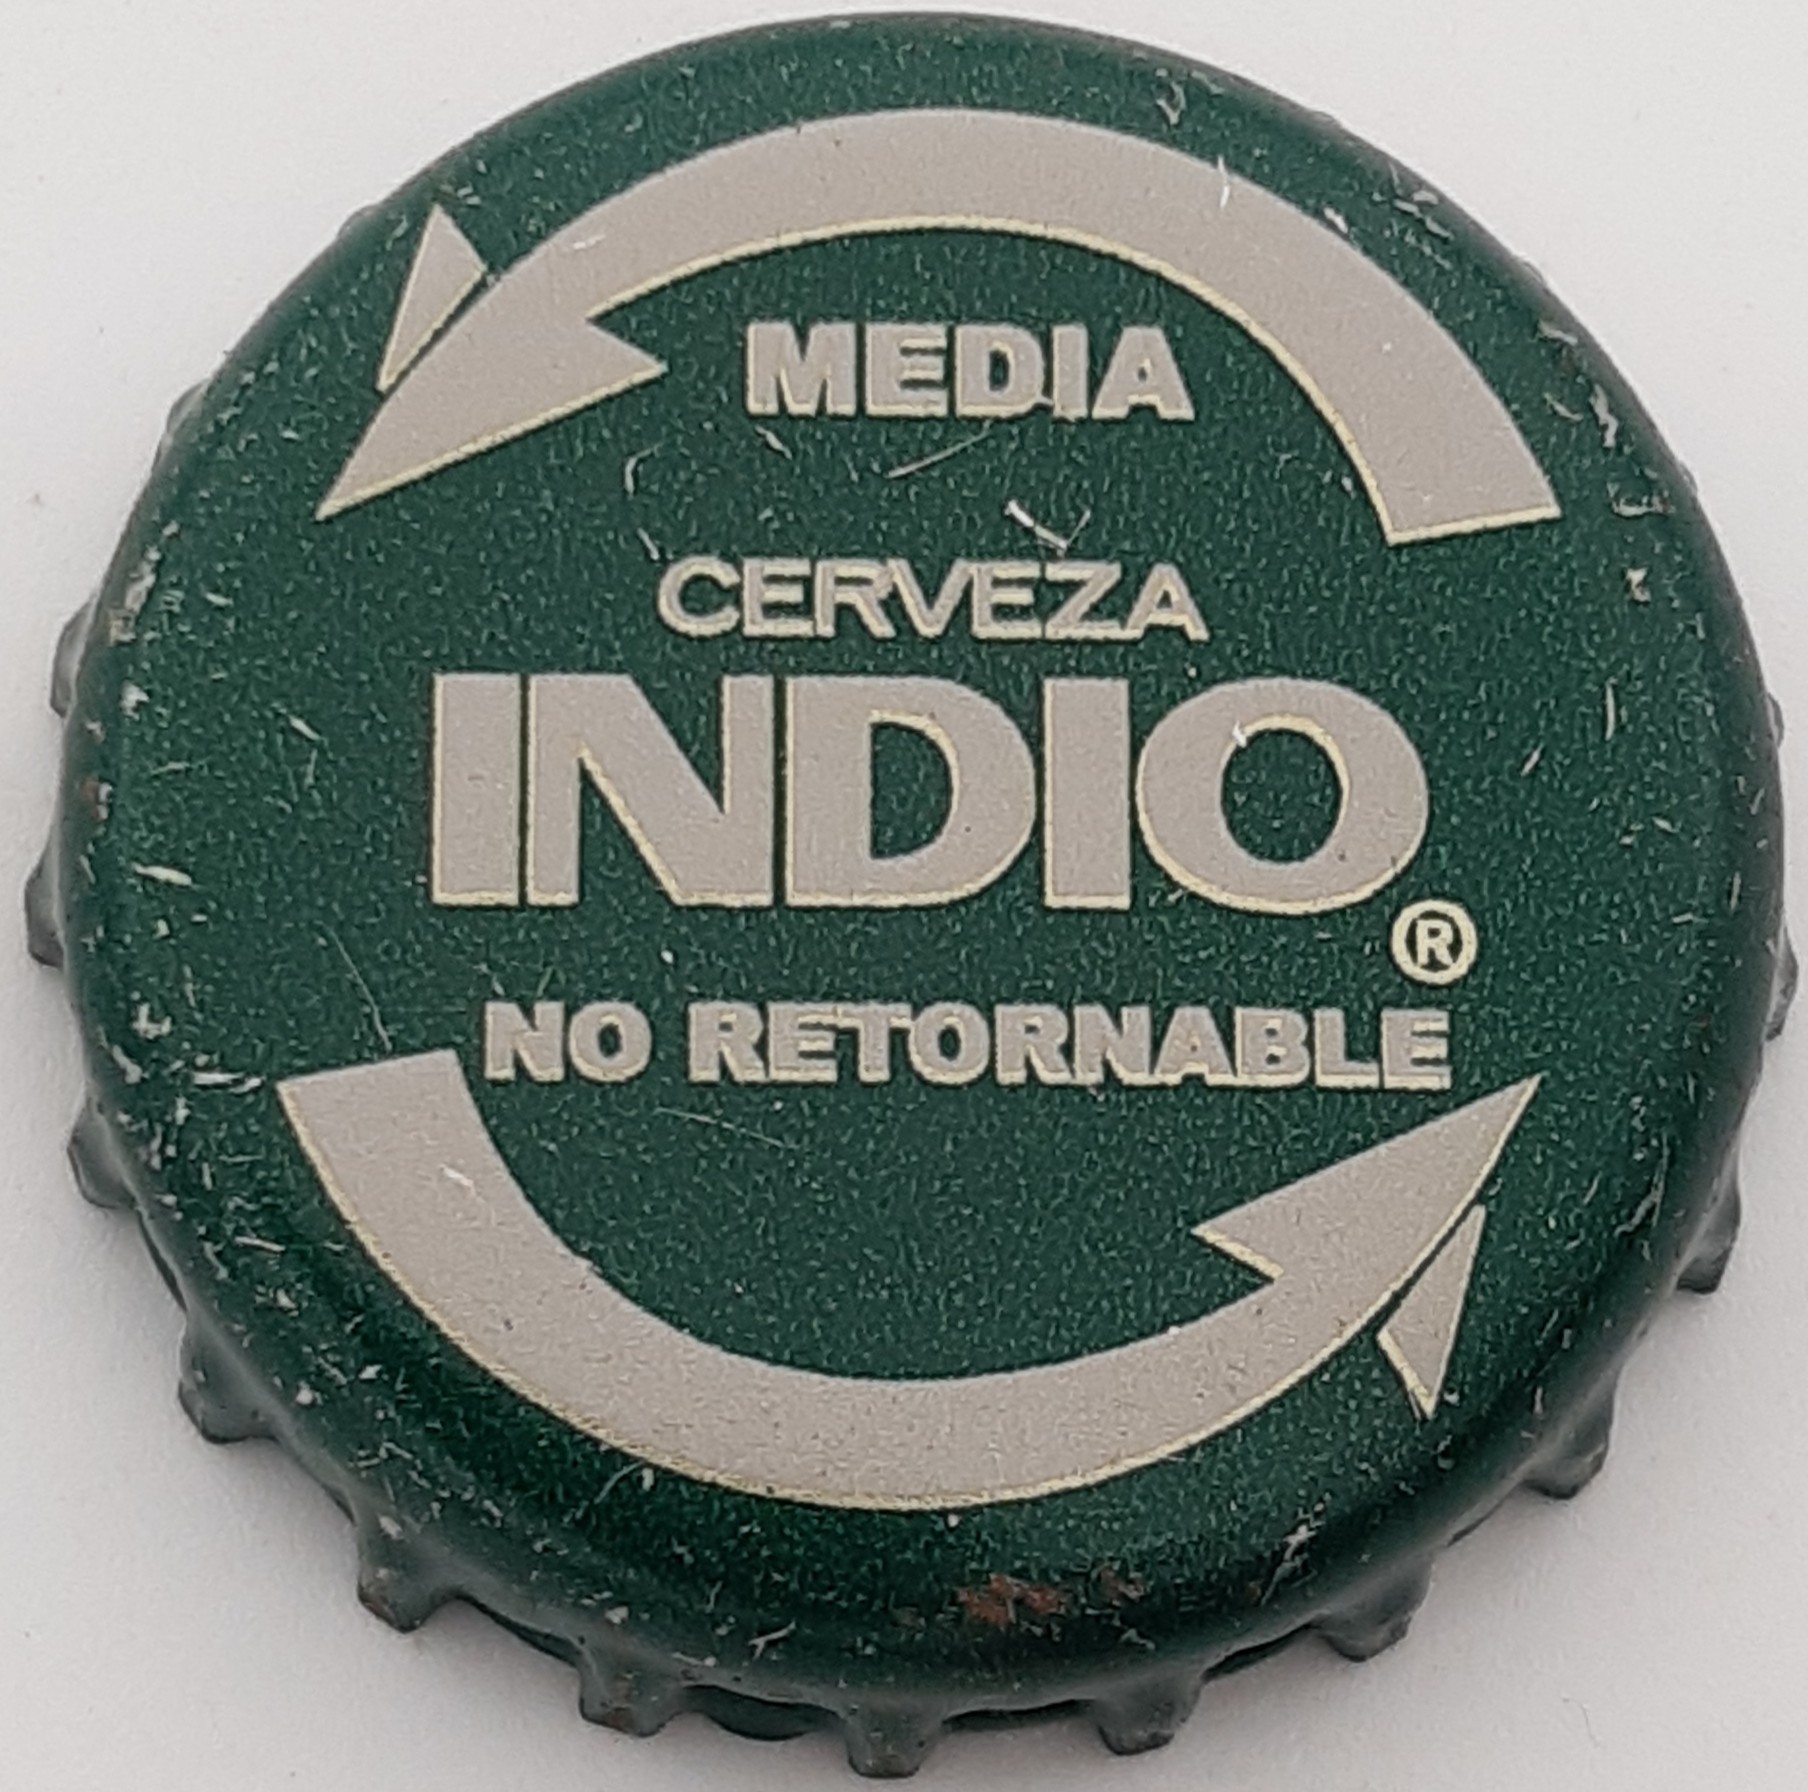 MEDIA
CERVEZA
INDIO®
NO RETORNABLE